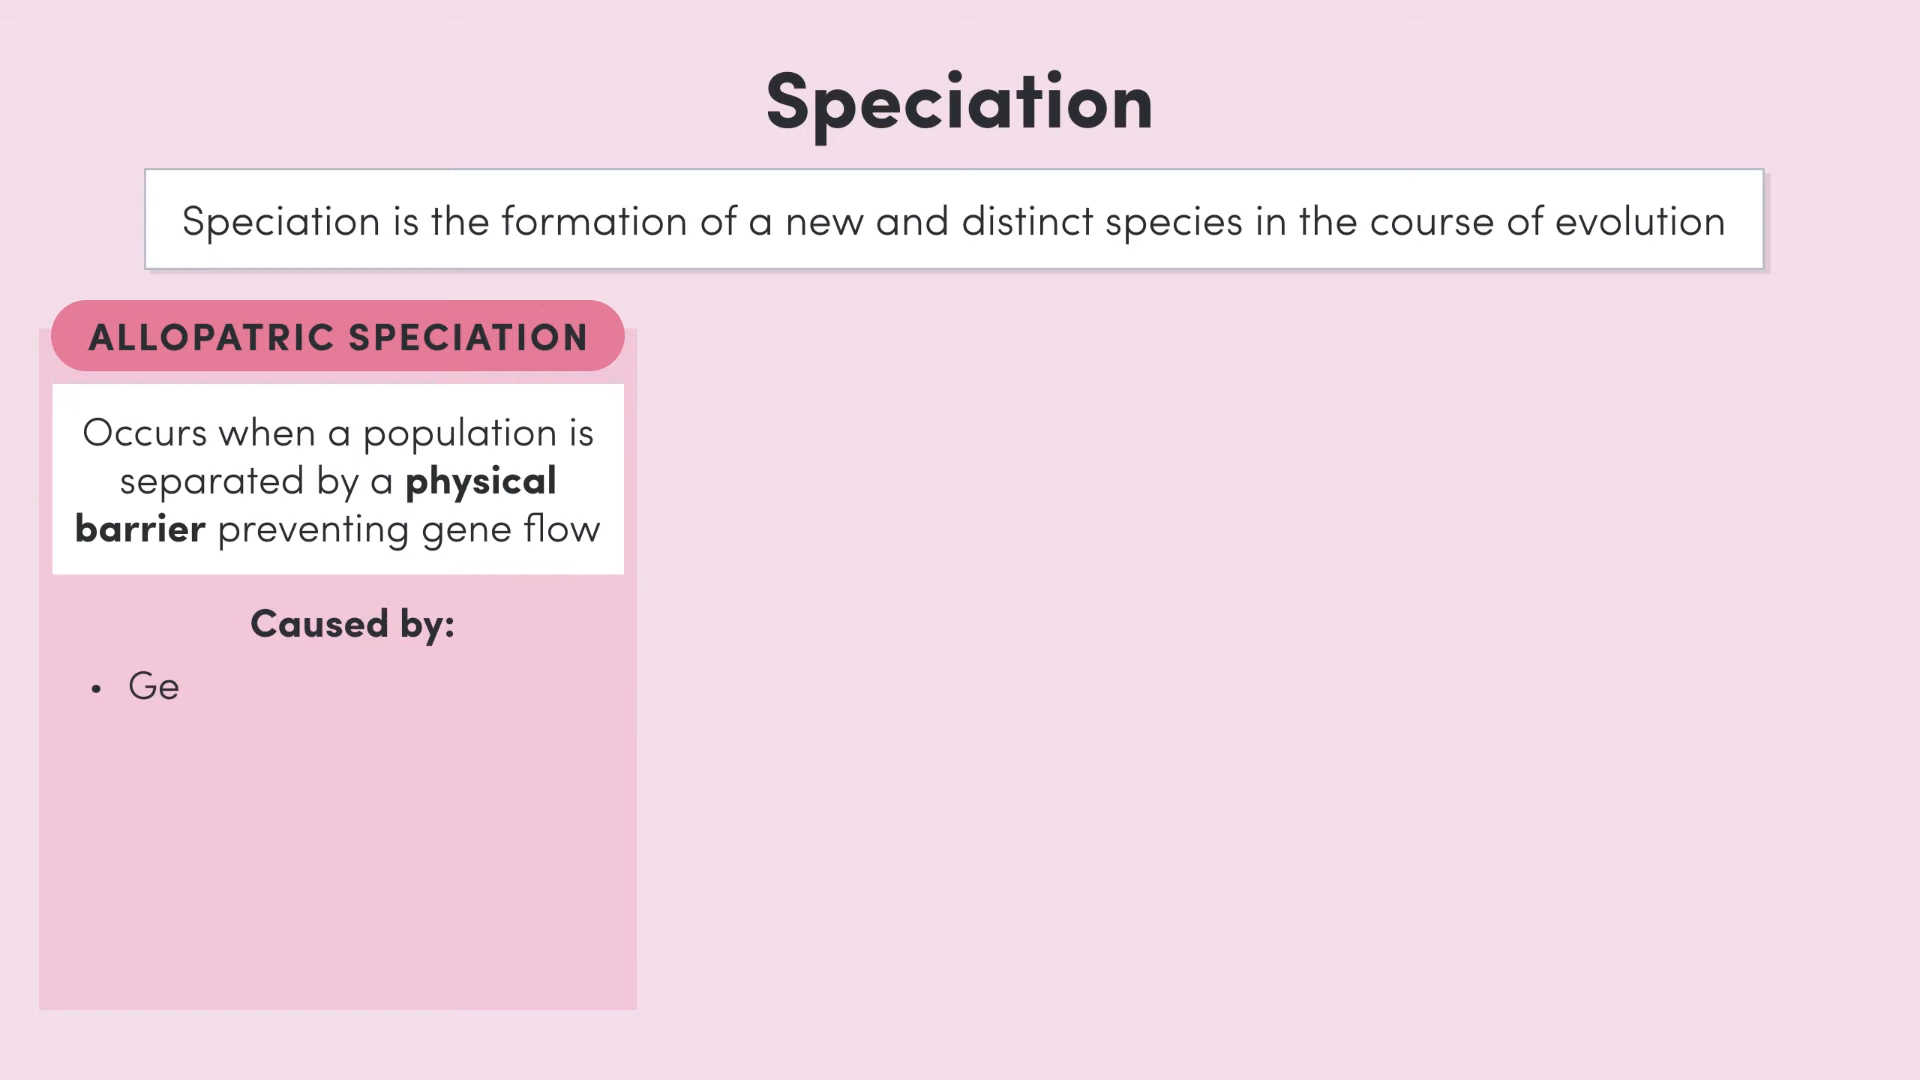 Speciation
Speciation is the formation of a new and distinct species in the course of evolution
ALLOPATRIC SPECIATION
Occurs when a population is
separated by a physical
barrier preventing gene flow
Caused by:
• Ge